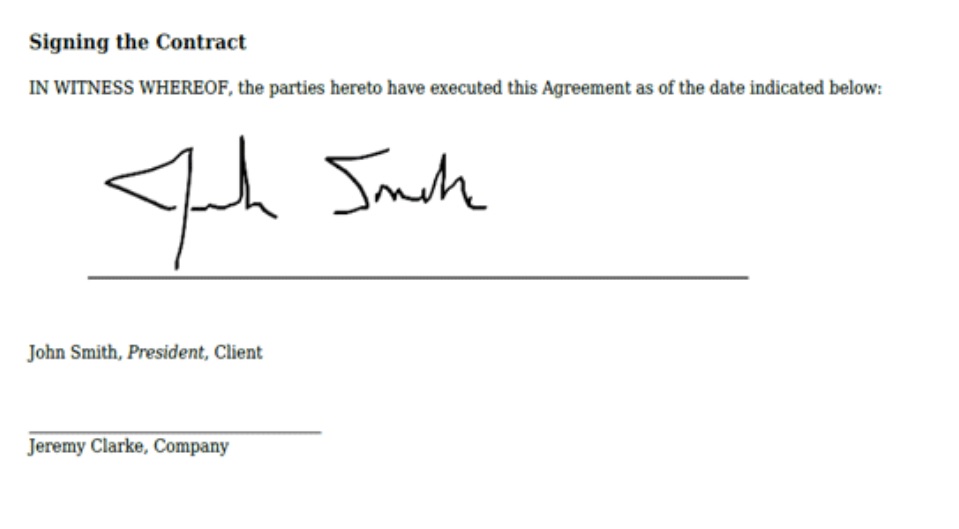 Signing the Contract
IN WITNESS WHEREOF, the parties hereto have executed this Agreement as of the date indicated below:
John Smith
John Smith, President, Client
Jeremy Clarke, Company